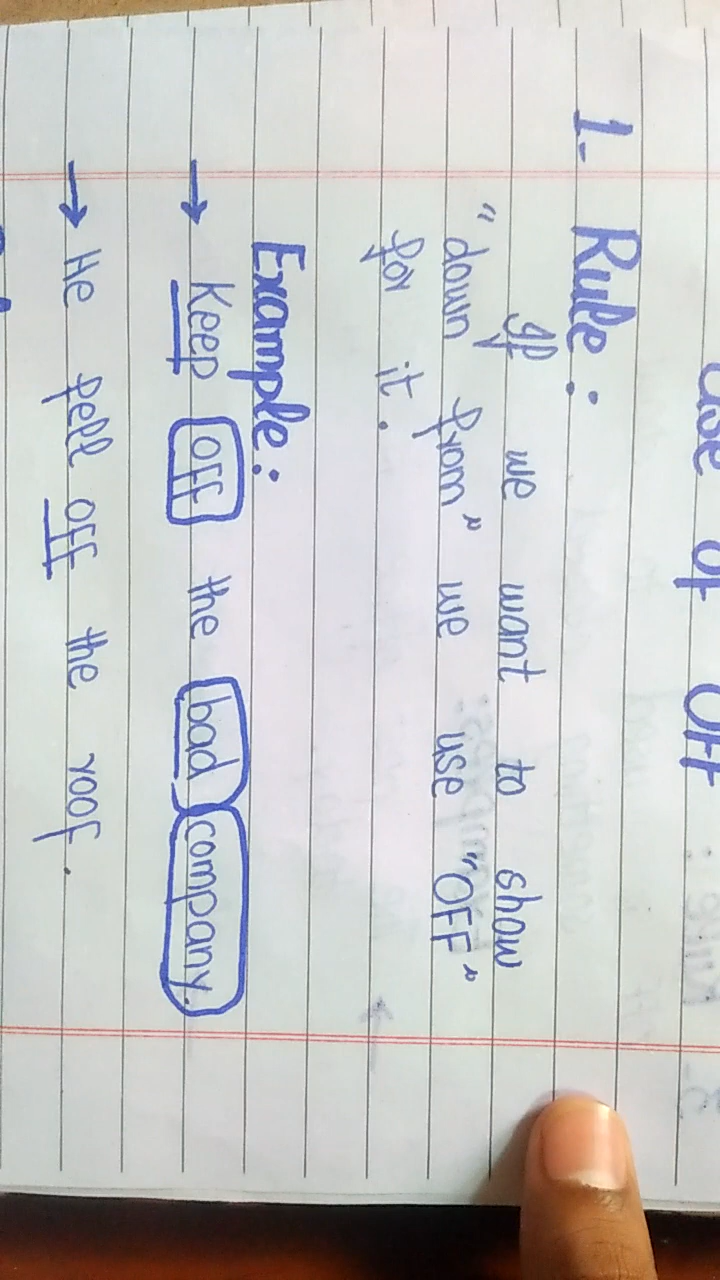 Use of OFF
1. Rule :
If we want to show
"down from" we use "OFF"
for it.
Example:
→ Keep OFF the bad company.
→ He fell OFF the roof.